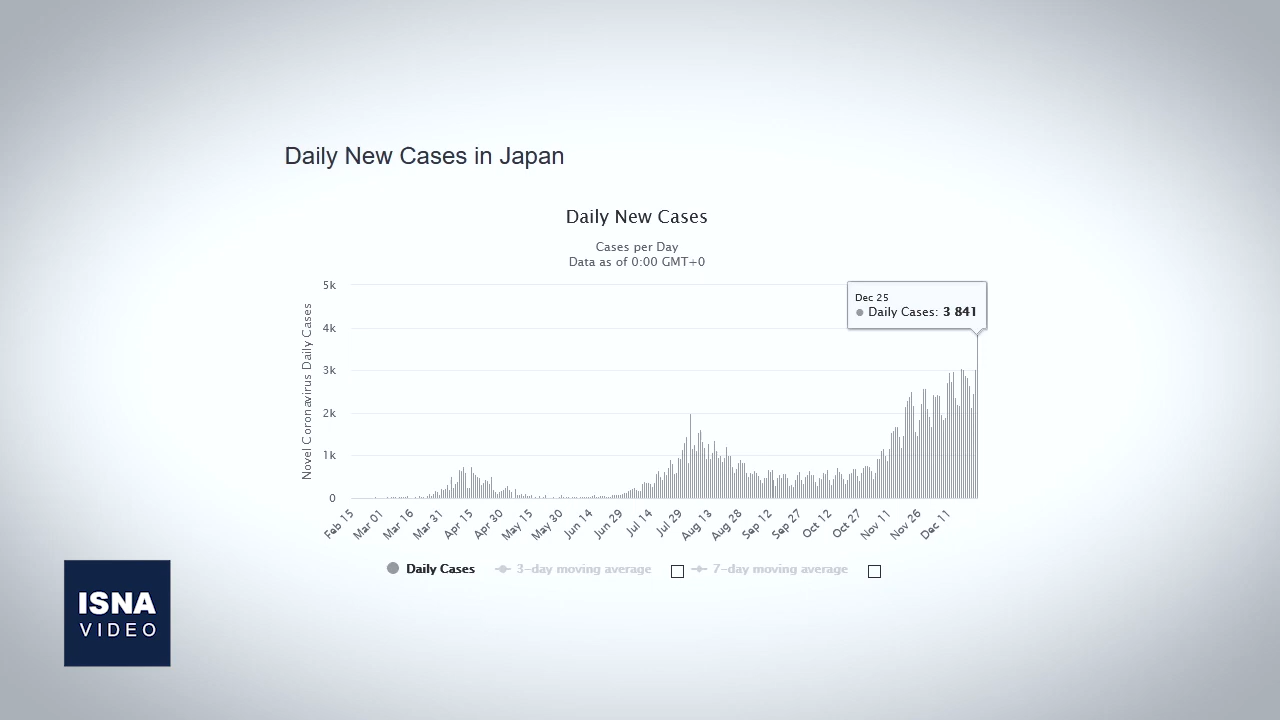 Daily New Cases in Japan
Daily New Cases
Cases per Day
Data as of 0:00 GMT+0
Novel Coronavirus Daily Cases
5k
4k
3k
2k
1k
0
Dec 25
Daily Cases: 3 841
Feb 15
Mar 01
Mar 16
Mar 31
Apr 15
Apr 30
May 15
May 30
Jun 14
Jun 29
Jul 14
Jul 29
Aug 13
Aug 28
Sep 12
Sep 27
Oct 12
Oct 27
Nov 11
Nov 26
Dec 11
Daily Cases
3-day moving average
7-day moving average
ISNA
VIDEO